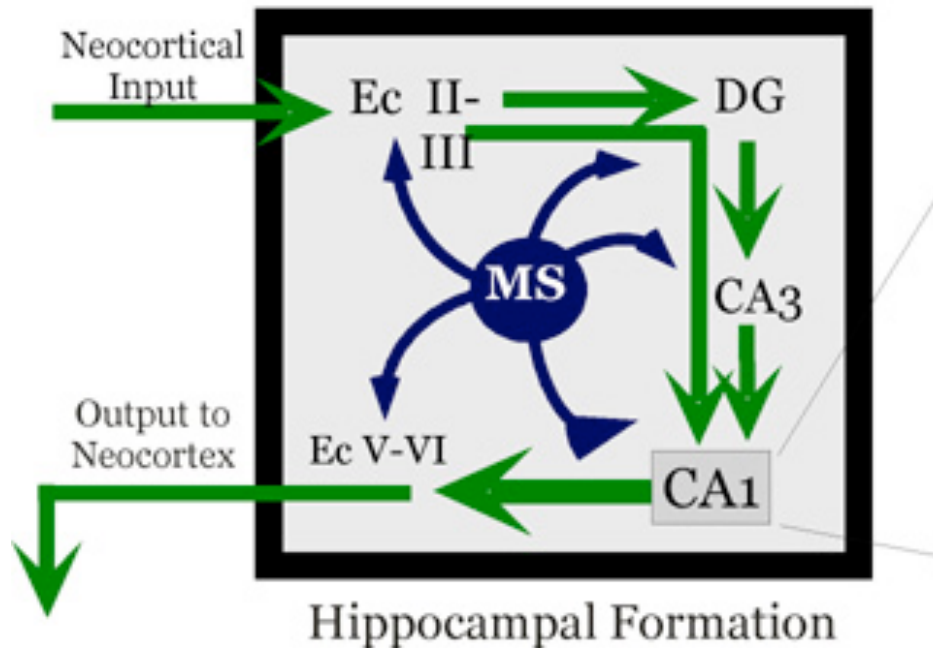 Neocortical
Input
Ec II-
III
DG
MS
CA3
Output to
Neocortex
Ec V-VI
CA1
Hippocampal Formation